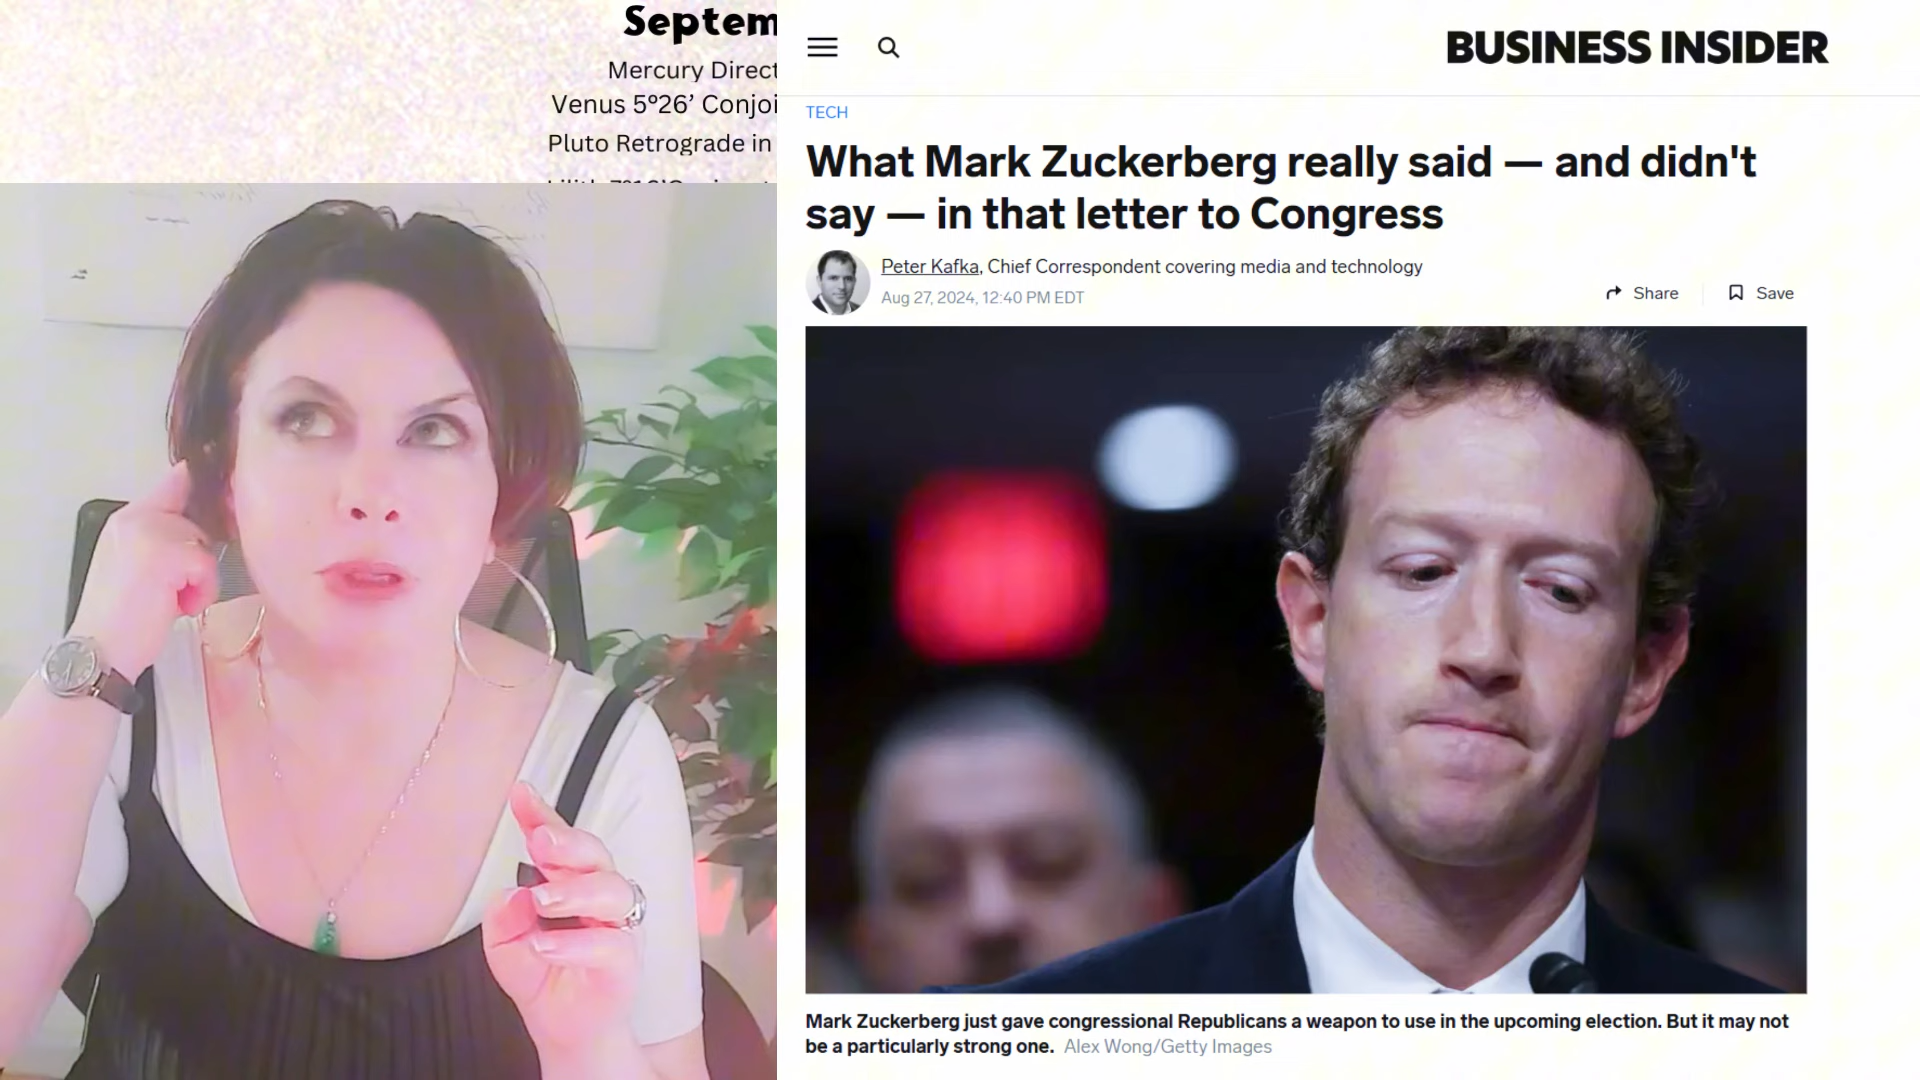 Septem
Mercury Direct
Venus 5°26’ Conjoi
Pluto Retrograde in
BUSINESS INSIDER
TECH
What Mark Zuckerberg really said — and didn't
say — in that letter to Congress
Peter Kafka, Chief Correspondent covering media and technology
Aug 27, 2024, 12:40 PM EDT
Share
Save
Mark Zuckerberg just gave congressional Republicans a weapon to use in the upcoming election. But it may not
be a particularly strong one. Alex Wong/Getty Images